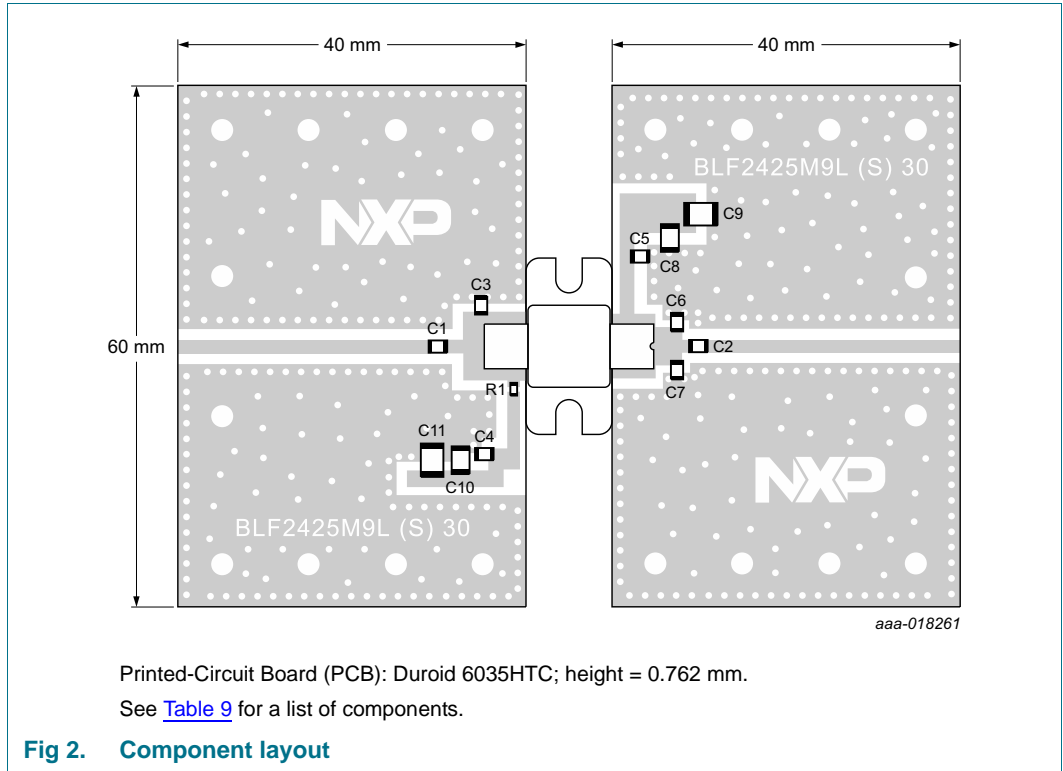 40 mm
40 mm
60 mm
BLF2425M9L (S) 30
NXP
C9
C5
C8
C3
C6
C1
C2
R1
C7
C11
C4
C10
NXP
BLF2425M9L (S) 30
aaa-018261
Printed-Circuit Board (PCB): Duroid 6035HTC; height = 0.762 mm.
See Table 9 for a list of components.
Fig 2. Component layout